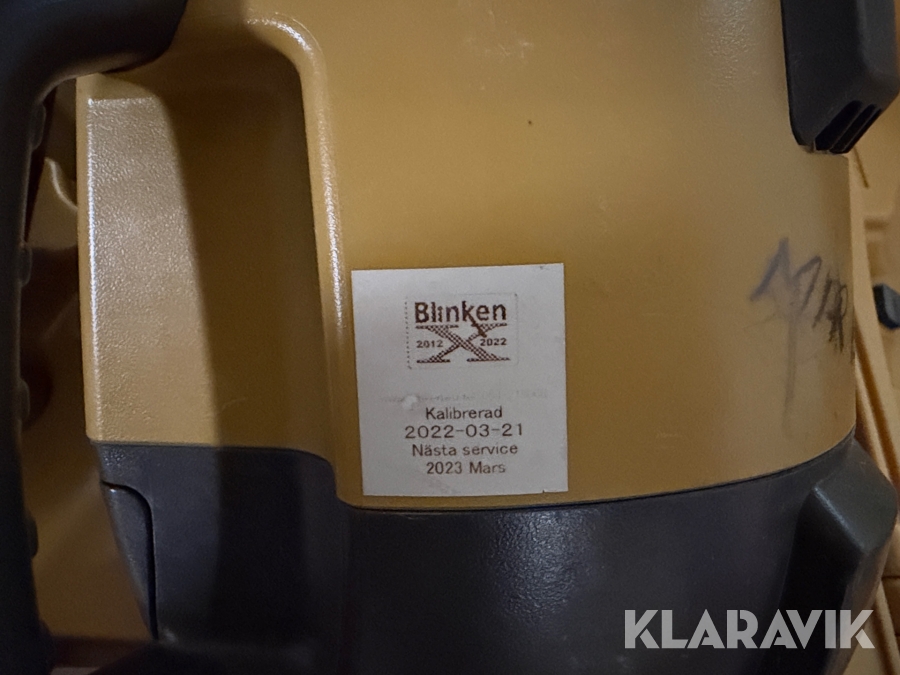 Blinken
2012 X 2022
Kalibrerad
2022-03-21
Nästa service
2023 Mars
KLARAVIK